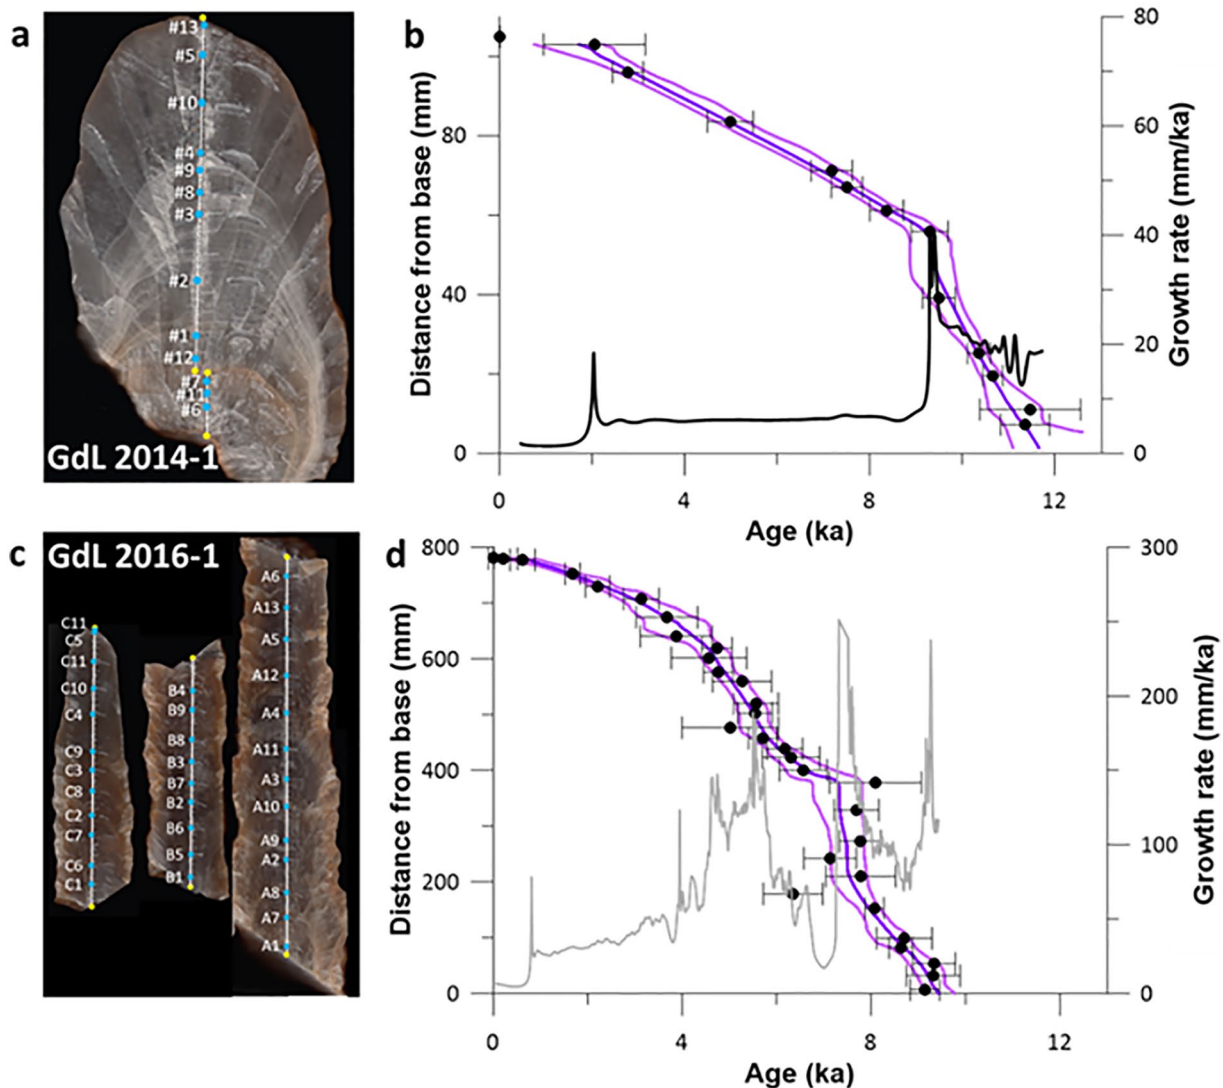 a
#13
#5
#10
#4
#9
#8
#3
#2
#1
#12
#7
#11
#6
GdL 2014-1
b
Distance from base (mm)
80
40
0
80
60
40
20
0
Growth rate (mm/ka)
0
4
8
12
Age (ka)
c
GdL 2016-1
C11
C5
C11
C10
C4
C9
C3
C8
C2
C7
C6
C1
B4
B9
B8
B3
B7
B2
B6
B5
B1
A6
A13
A5
A12
A4
A11
A3
A10
A9
A2
A8
A7
A1
d
Distance from base (mm)
800
600
400
200
0
300
200
100
0
Growth rate (mm/ka)
0
4
8
12
Age (ka)